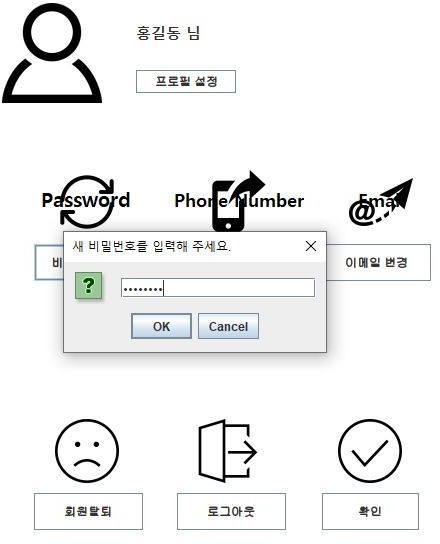 홍길동 님
프로필 설정
Password
Phone Number
Email
새 비밀번호를 입력해 주세요.
비
이메일 변경
?
••••••••
OK
Cancel
회원탈퇴
로그아웃
확인